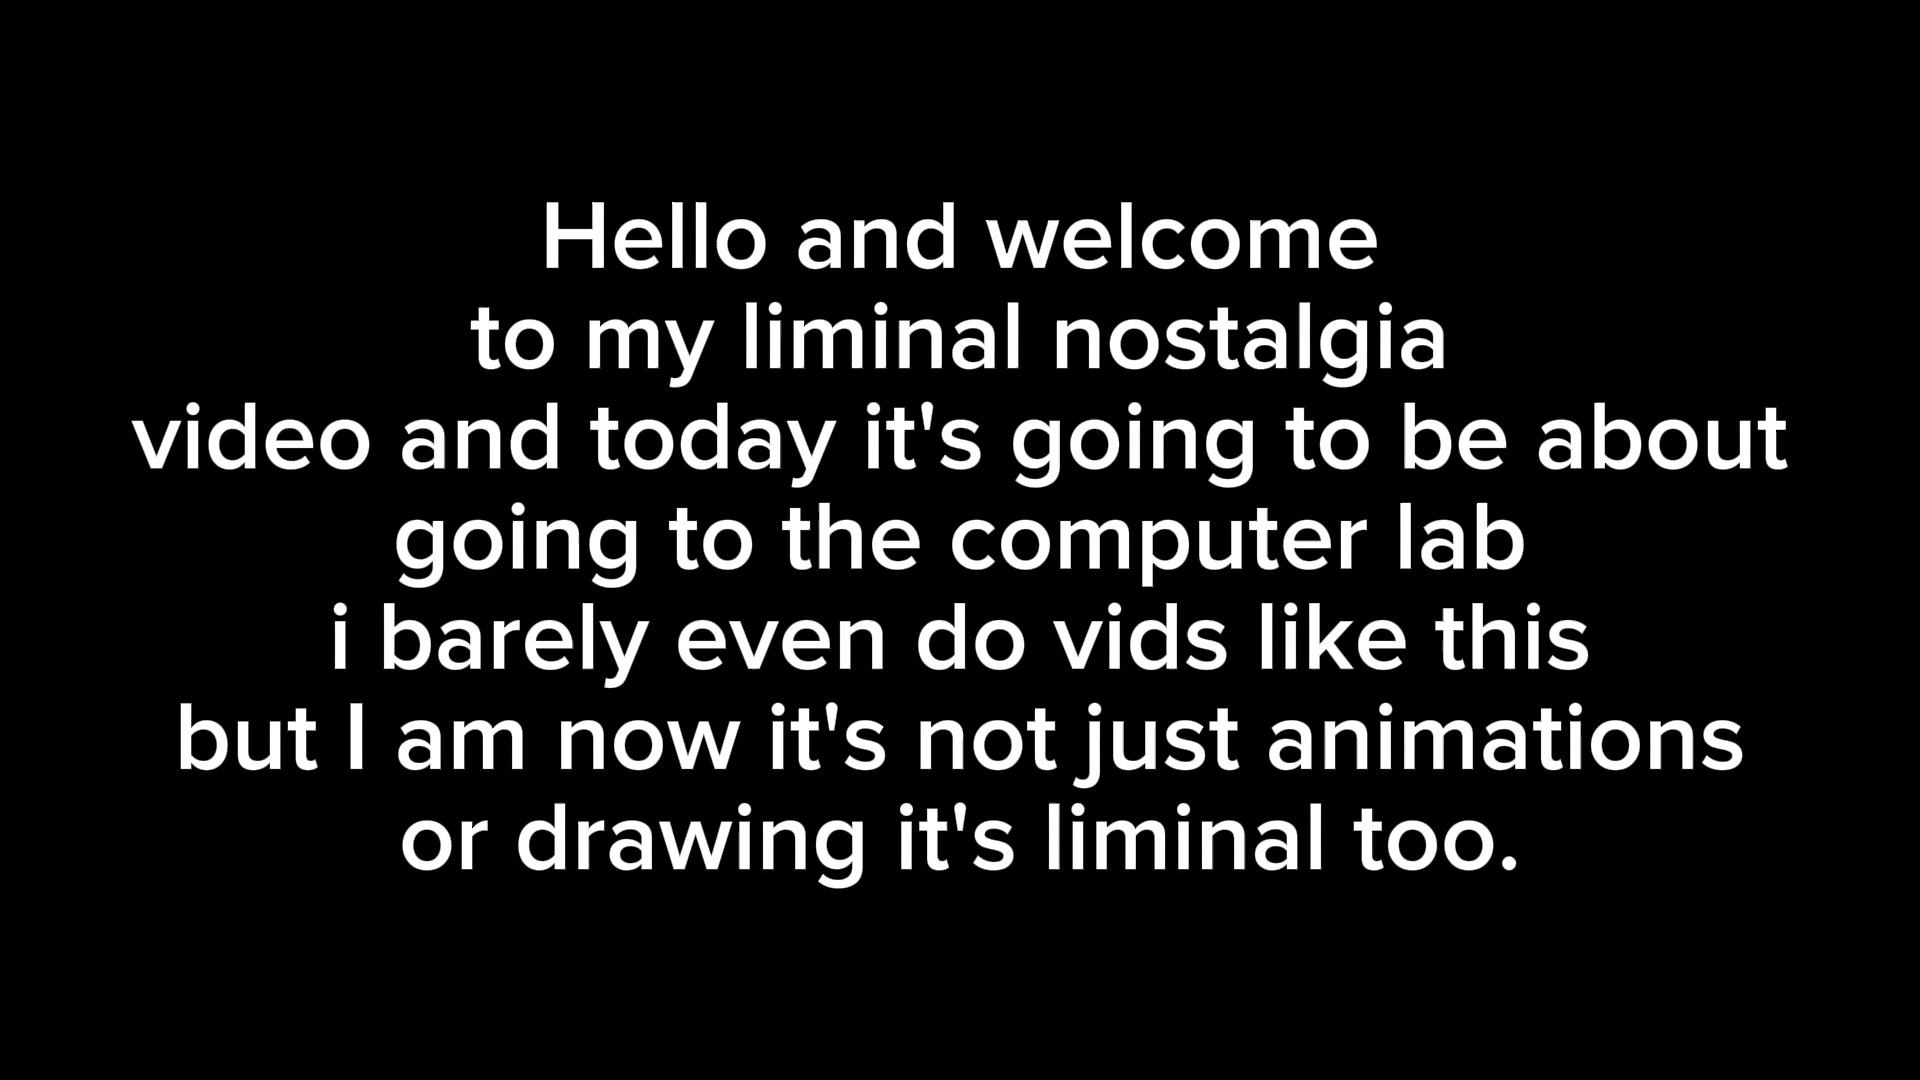 Hello and welcome
to my liminal nostalgia
video and today it's going to be about
going to the computer lab
i barely even do vids like this
but I am now it's not just animations
or drawing it's liminal too.